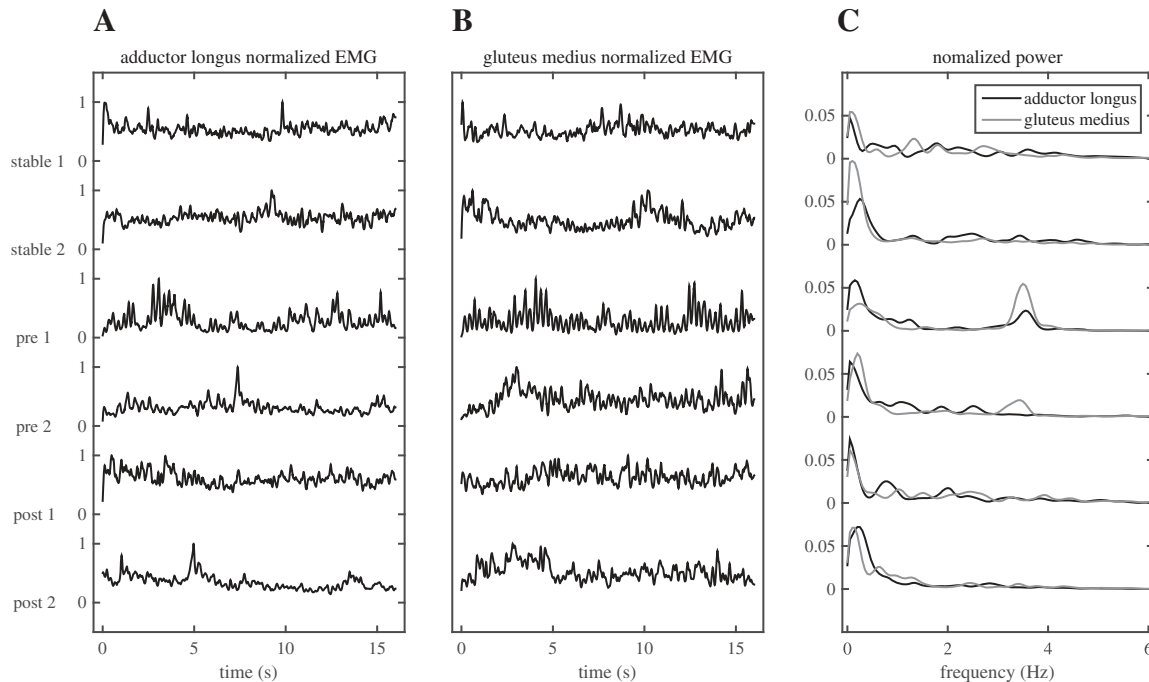 A
B
C
adductor longus normalized EMG
gluteus medius normalized EMG
nomalized power
adductor longus
gluteus medius
stable 1
1
0
stable 2
1
0
pre 1
1
0
pre 2
1
0
post 1
1
0
post 2
1
0
0.05
0
0.05
0
0.05
0
0.05
0
0.05
0
0.05
0
0 5 10 15
0 5 10 15
0 2 4 6
time (s)
time (s)
frequency (Hz)